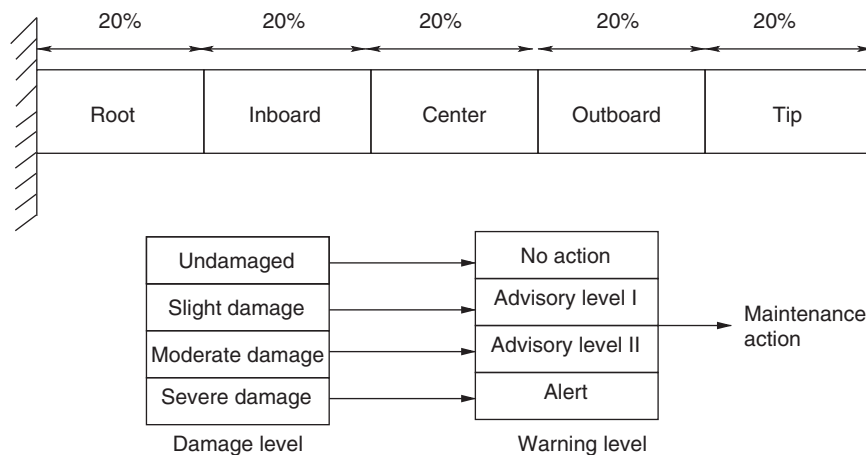 20% 20% 20% 20% 20%
Root Inboard Center Outboard Tip
Undamaged No action
Slight damage Advisory level I
Moderate damage Advisory level II
Severe damage Alert
Maintenance
action
Damage level Warning level